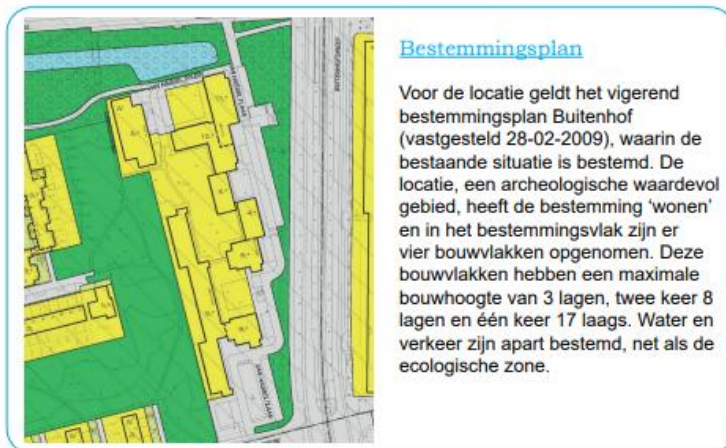 Bestemmingsplan
Voor de locatie geldt het vigerend
bestemmingsplan Buitenhof
(vastgesteld 28-02-2009), waarin de
bestaande situatie is bestemd. De
locatie, een archeologische waardevol
gebied, heeft de bestemming ‘wonen’
en in het bestemmingsvlak zijn er
vier bouwvlakken opgenomen. Deze
bouwvlakken hebben een maximale
bouwhoogte van 3 lagen, twee keer 8
lagen en één keer 17 laags. Water en
verkeer zijn apart bestemd, net als de
ecologische zone.